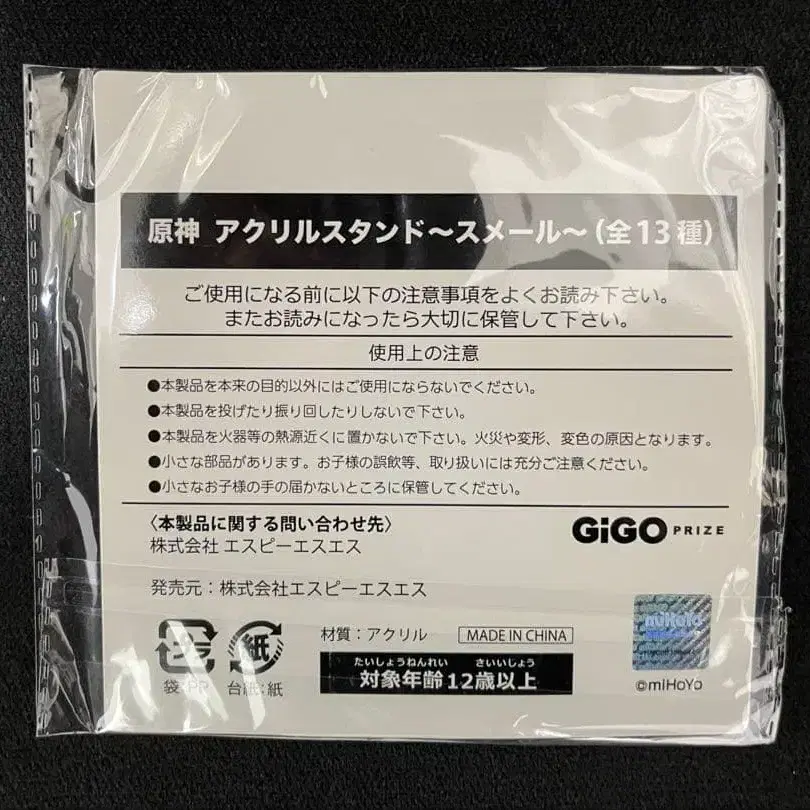 原神 アクリルスタンド～スメール～(全13種)
ご使用になる前に以下の注意事項をよくお読み下さい。
またお読みになったら大切に保管して下さい。
使用上の注意
●本製品を本来の目的以外にはご使用にならないでください。
●本製品を投げたり振り回したりしないで下さい。
●本製品を火器等の熱源近くに置かないで下さい。火災や変形、変色の原因となります。
●小さな部品があります。お子様の誤飲等、取り扱いには充分ご注意ください。
●小さなお子様の手の届かないところに保管してください。
〈本製品に関する問い合わせ先〉
株式会社 エスピーエスエス
GiGO PRIZE
発売元：株式会社エスピーエスエス
プラ
紙
袋:PP
台紙:紙
材質：アクリル
MADE IN CHINA
たいしょうねんれい さいいじょう
対象年齢12歳以上
©miHoYo